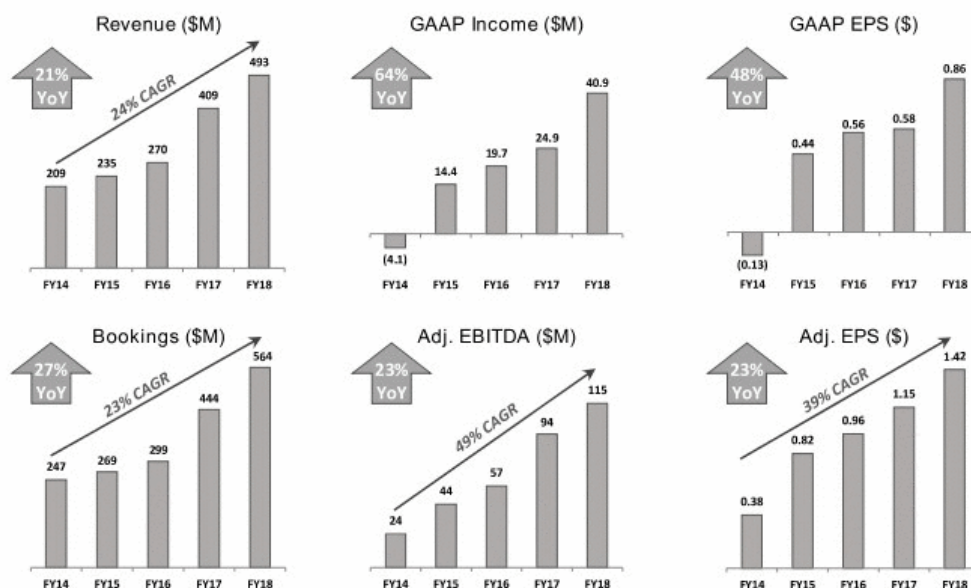 Revenue ($M)
21%
YoY
24% CAGR
209
235
270
409
493
FY14 FY15 FY16 FY17 FY18
GAAP Income ($M)
64%
YoY
(4.1)
14.4
19.7
24.9
40.9
FY14 FY15 FY16 FY17 FY18
GAAP EPS ($)
48%
YoY
(0.13)
0.44
0.56
0.58
0.86
FY14 FY15 FY16 FY17 FY18
Bookings ($M)
27%
YoY
23% CAGR
247
269
299
444
564
FY14 FY15 FY16 FY17 FY18
Adj. EBITDA ($M)
23%
YoY
49% CAGR
24
44
57
94
115
FY14 FY15 FY16 FY17 FY18
Adj. EPS ($)
23%
YoY
39% CAGR
0.38
0.82
0.96
1.15
1.42
FY14 FY15 FY16 FY17 FY18